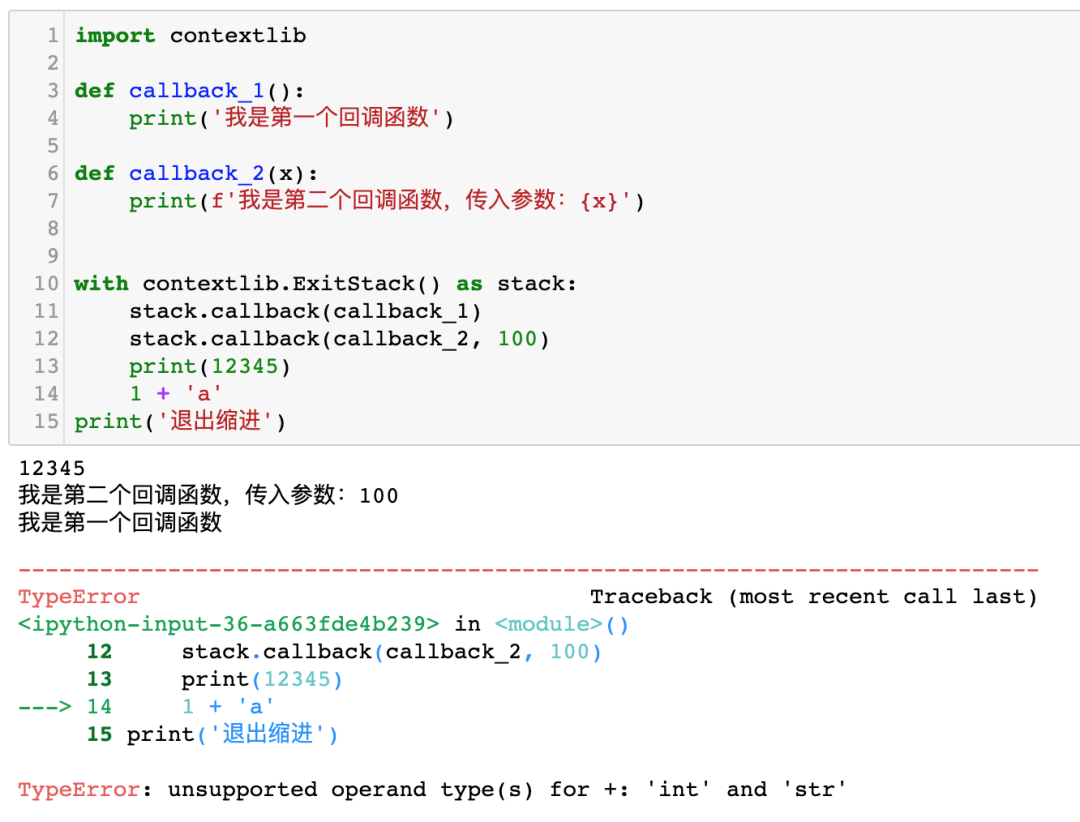 1 import contextlib
2
3 def callback_1():
4     print('我是第一个回调函数')
5
6 def callback_2(x):
7     print(f'我是第二个回调函数，传入参数：{x}')
8
9
10 with contextlib.ExitStack() as stack:
11     stack.callback(callback_1)
12     stack.callback(callback_2, 100)
13     print(12345)
14     1 + 'a'
15 print('退出缩进')
12345
我是第二个回调函数，传入参数：100
我是第一个回调函数
---------------------------------------------------------------------------
TypeError                                 Traceback (most recent call last)
<ipython-input-36-a663fde4b239> in <module>()
     12     stack.callback(callback_2, 100)
     13     print(12345)
---> 14     1 + 'a'
     15 print('退出缩进')
TypeError: unsupported operand type(s) for +: 'int' and 'str'